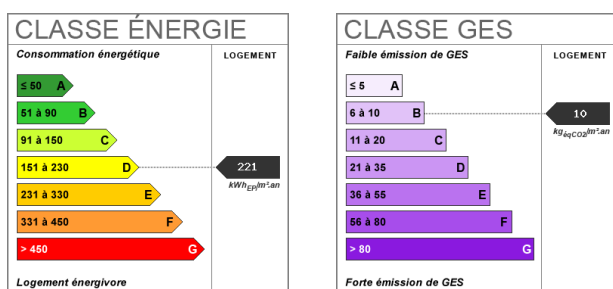 CLASSE ÉNERGIE
Consommation énergétique
LOGEMENT
≤ 50 A
51 à 90 B
91 à 150 C
151 à 230 D
221
kWhEP/m².an
231 à 330 E
331 à 450 F
> 450 G
Logement énergivore
CLASSE GES
Faible émission de GES
LOGEMENT
≤ 5 A
6 à 10 B
10
kgéqCO2/m².an
11 à 20 C
21 à 35 D
36 à 55 E
56 à 80 F
> 80 G
Forte émission de GES